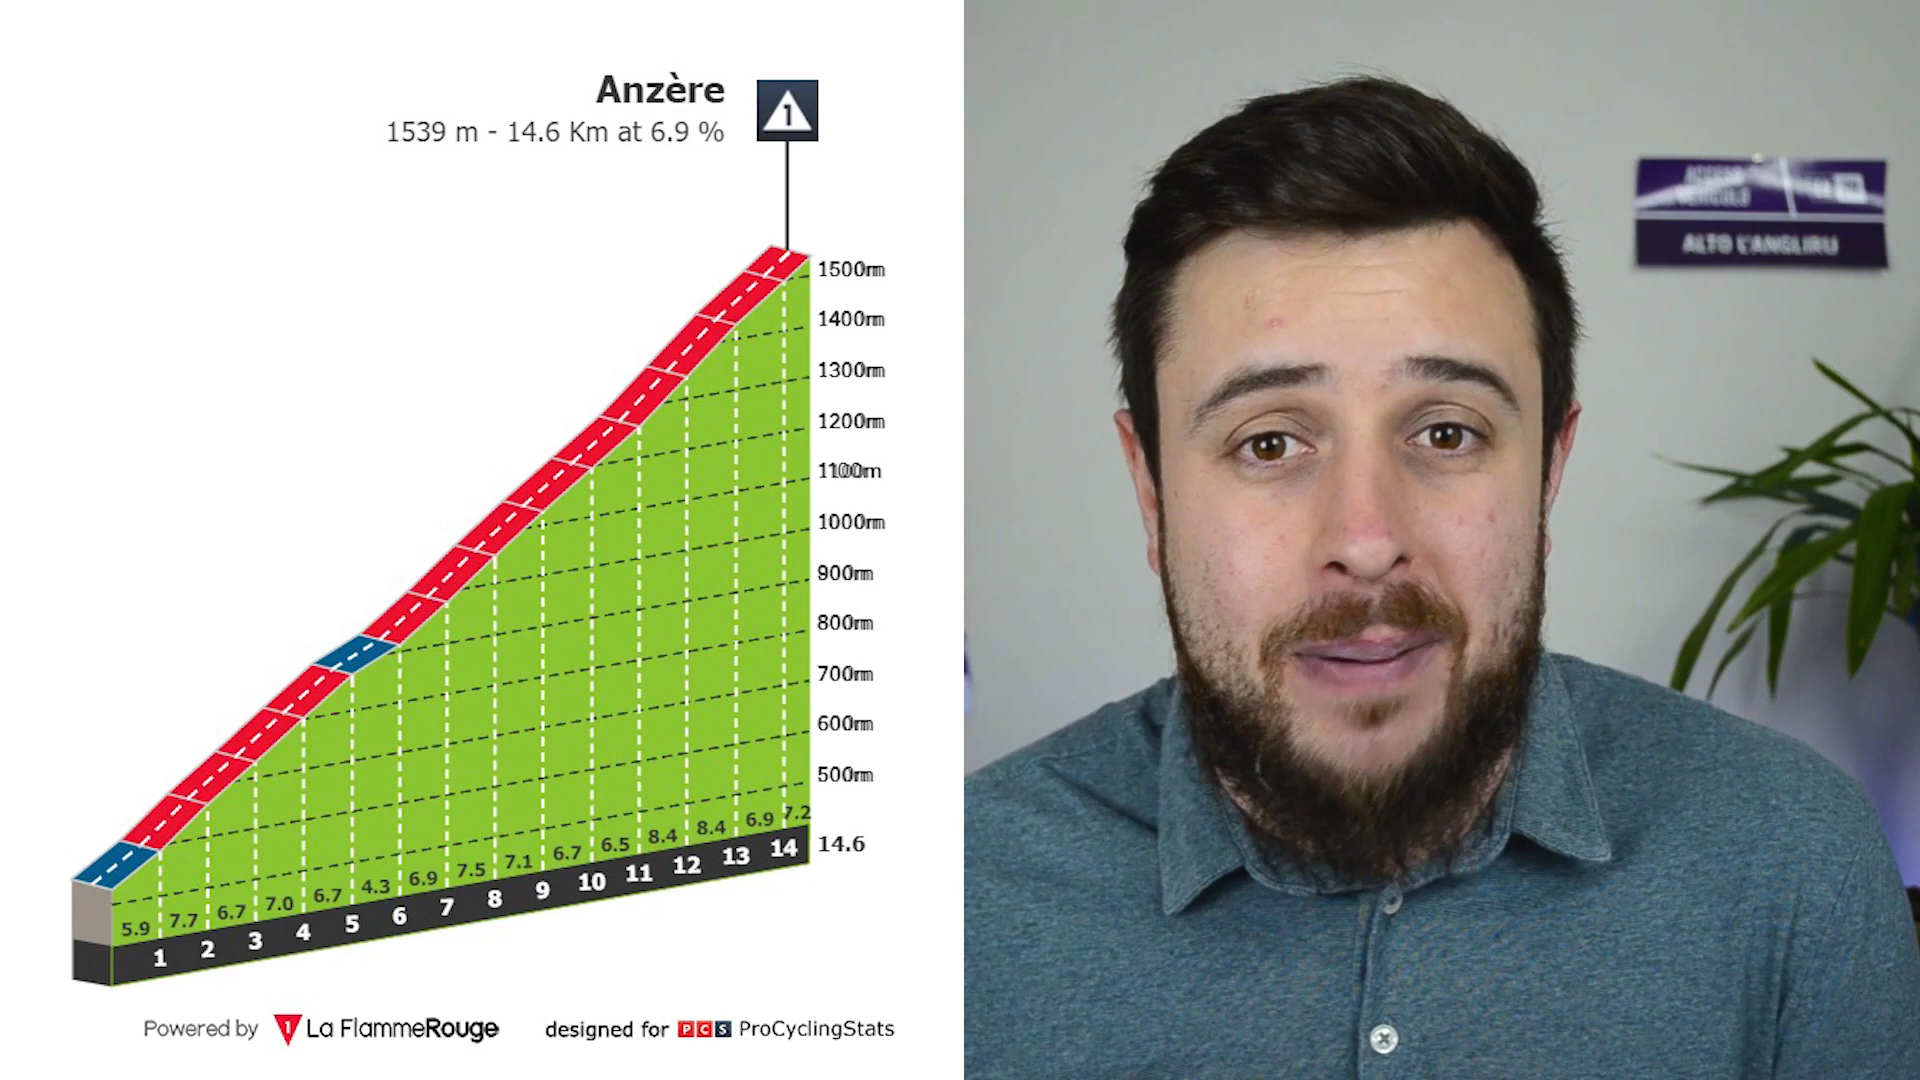 Anzère
1
1539 m - 14.6 Km at 6.9 %
1500m
1400m
1300m
1200m
1100m
1000m
900m
800m
700m
600m
500m
14.6
5.9 7.7 6.7 7.0 6.7 4.3 6.9 7.5 7.1 6.7 6.5 8.4 8.4 6.9 7.2
1 2 3 4 5 6 7 8 9 10 11 12 13 14
Powered by 1 La FlammeRouge designed for PCS ProCyclingStats
ALTO L'ANGLIRU